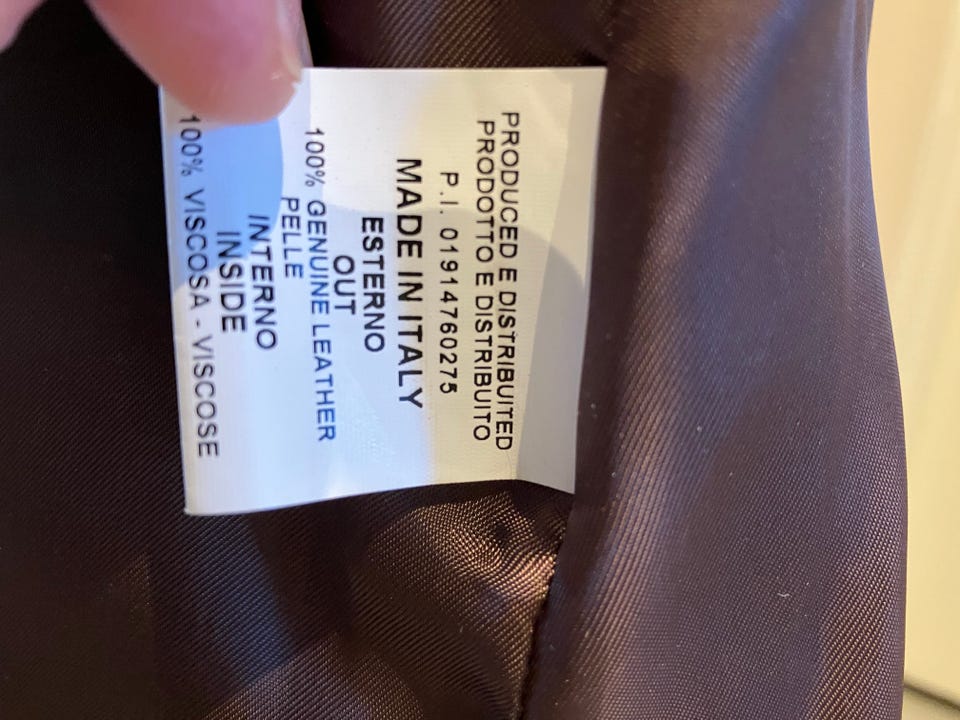 PRODUCED E DISTRIBUITED
PRODOTTO E DISTRIBUITO
P.I. 01914760275
MADE IN ITALY
ESTERNO
OUT
100% GENUINE LEATHER
PELLE
INTERNO
INSIDE
100% VISCOSA - VISCOSE